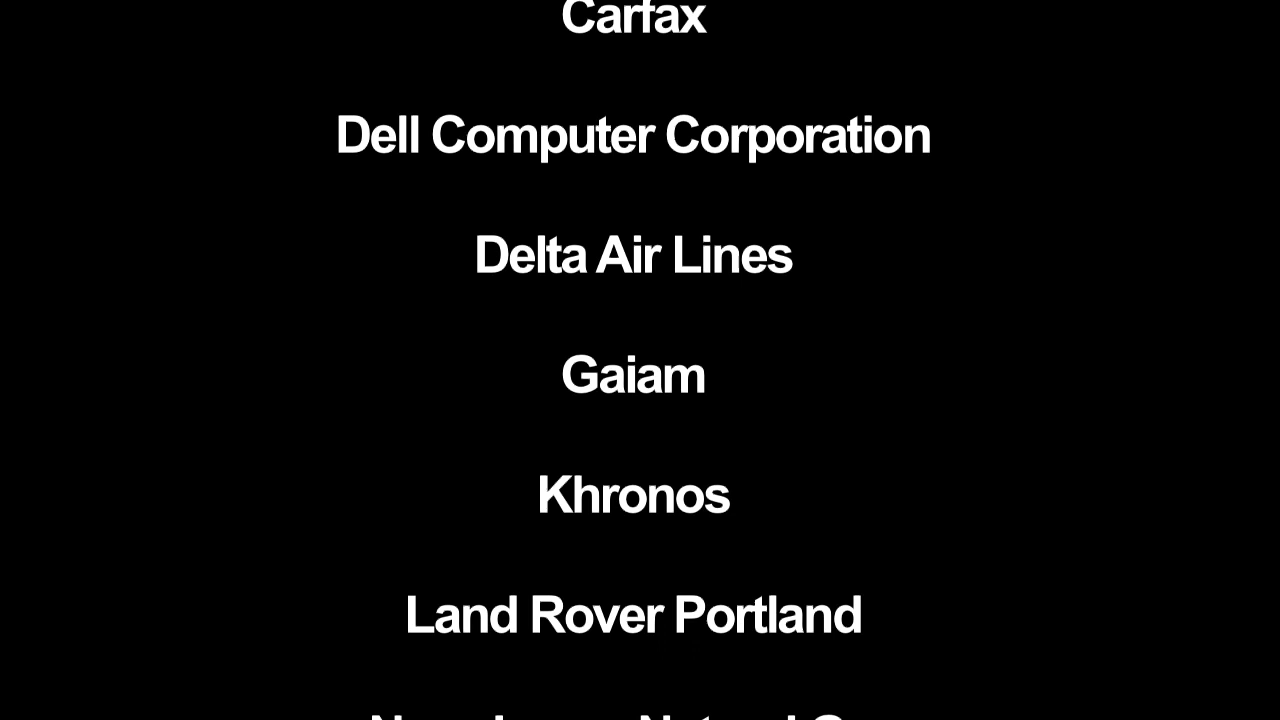 Carfax
Dell Computer Corporation
Delta Air Lines
Gaiam
Khronos
Land Rover Portland